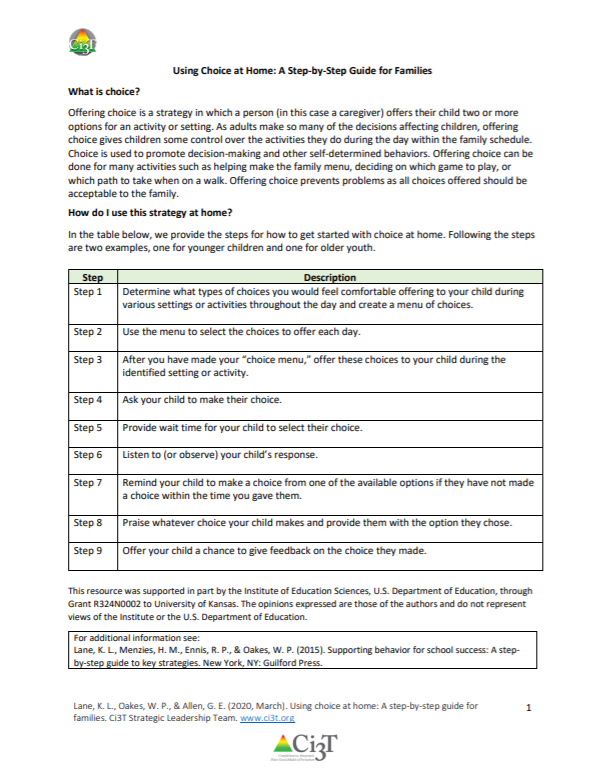 Ci3T
Using Choice at Home: A Step-by-Step Guide for Families
What is choice?
Offering choice is a strategy in which a person (in this case a caregiver) offers their child two or more
options for an activity or setting. As adults make so many of the decisions affecting children, offering
choice gives children some control over the activities they do during the day within the family schedule.
Choice is used to promote decision-making and other self-determined behaviors. Offering choice can be
done for many activities such as helping make the family menu, deciding on which game to play, or
which path to take when on a walk. Offering choice prevents problems as all choices offered should be
acceptable to the family.
How do I use this strategy at home?
In the table below, we provide the steps for how to get started with choice at home. Following the steps
are two examples, one for younger children and one for older youth.
Step Description
Step 1 Determine what types of choices you would feel comfortable offering to your child during
various settings or activities throughout the day and create a menu of choices.
Step 2 Use the menu to select the choices to offer each day.
Step 3 After you have made your “choice menu,” offer these choices to your child during the
identified setting or activity.
Step 4 Ask your child to make their choice.
Step 5 Provide wait time for your child to select their choice.
Step 6 Listen to (or observe) your child’s response.
Step 7 Remind your child to make a choice from one of the available options if they have not made
a choice within the time you gave them.
Step 8 Praise whatever choice your child makes and provide them with the option they chose.
Step 9 Offer your child a chance to give feedback on the choice they made.
This resource was supported in part by the Institute of Education Sciences, U.S. Department of Education, through
Grant R324N0002 to University of Kansas. The opinions expressed are those of the authors and do not represent
views of the Institute or the U.S. Department of Education.
For additional information see:
Lane, K. L., Menzies, H. M., Ennis, R. P., & Oakes, W. P. (2015). Supporting behavior for school success: A step-
by-step guide to key strategies. New York, NY: Guilford Press.
Lane, K. L., Oakes, W. P., & Allen, G. E. (2020, March). Using choice at home: A step-by-step guide for
families. Ci3T Strategic Leadership Team. www.ci3t.org
1
Ci3T